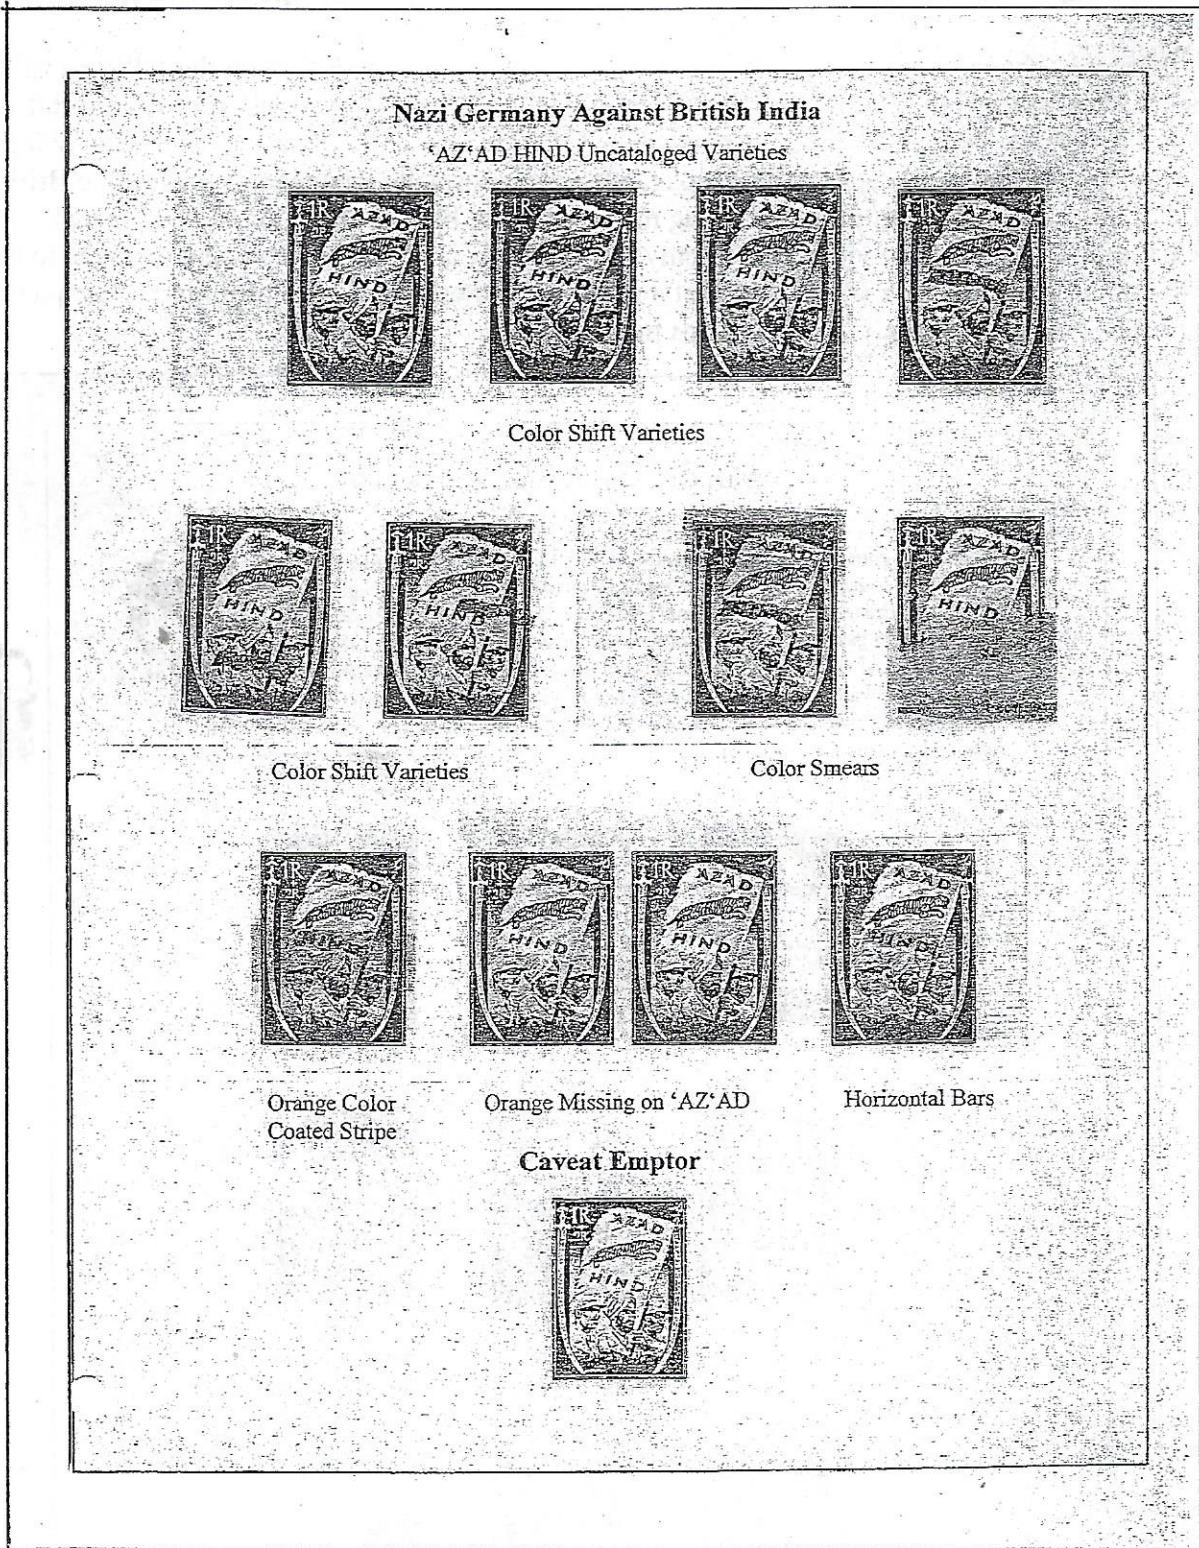 Nazi Germany Against British India
‘AZ‘AD HIND Uncataloged Varieties
1R AZAD HIND
1R AZAD HIND
1R AZAD HIND
1R AZAD
Color Shift Varieties
1R AZAD HIND
1R AZAD HIND
1R AZAD
1R AZAD HIND
Color Shift Varieties
Color Smears
1R AZAD HIND
1R AZAD HIND
1R AZAD HIND
1R AZAD HIND
Orange Color
Coated Stripe
Orange Missing on ‘AZ‘AD
Horizontal Bars
Caveat Emptor
1R AZAD HIND